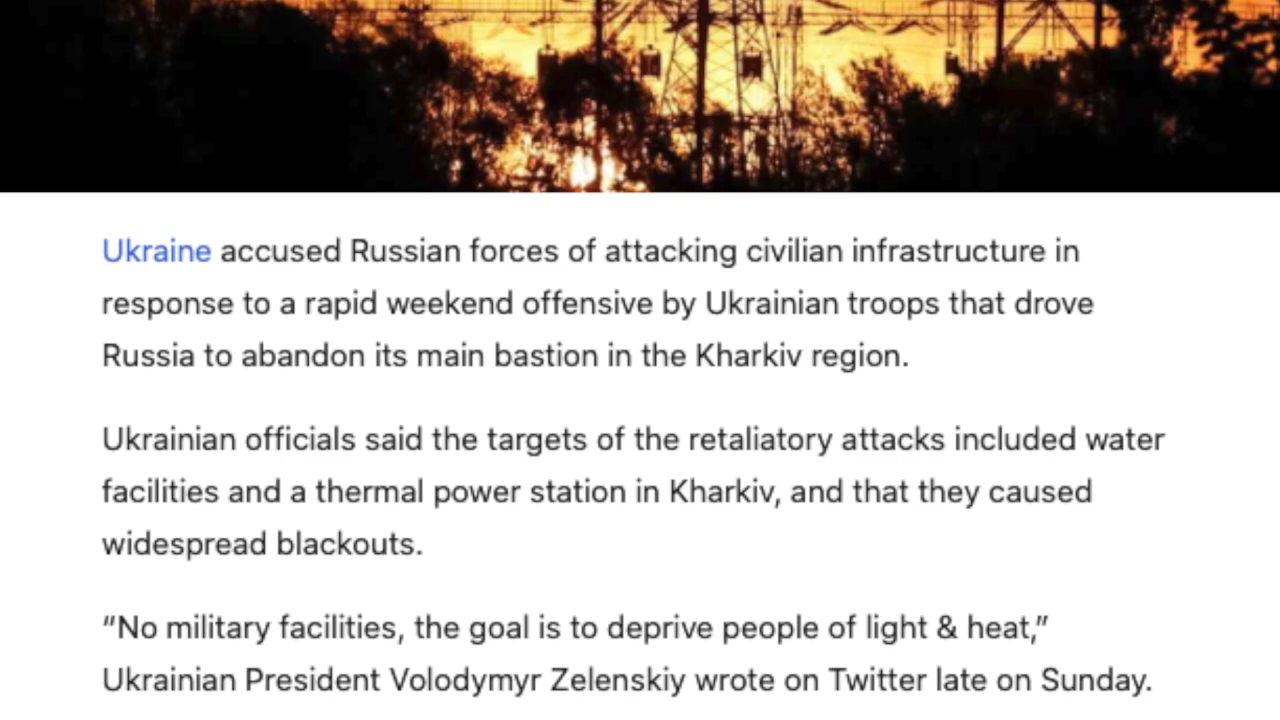 Ukraine accused Russian forces of attacking civilian infrastructure in
response to a rapid weekend offensive by Ukrainian troops that drove
Russia to abandon its main bastion in the Kharkiv region.
Ukrainian officials said the targets of the retaliatory attacks included water
facilities and a thermal power station in Kharkiv, and that they caused
widespread blackouts.
“No military facilities, the goal is to deprive people of light & heat,”
Ukrainian President Volodymyr Zelenskiy wrote on Twitter late on Sunday.